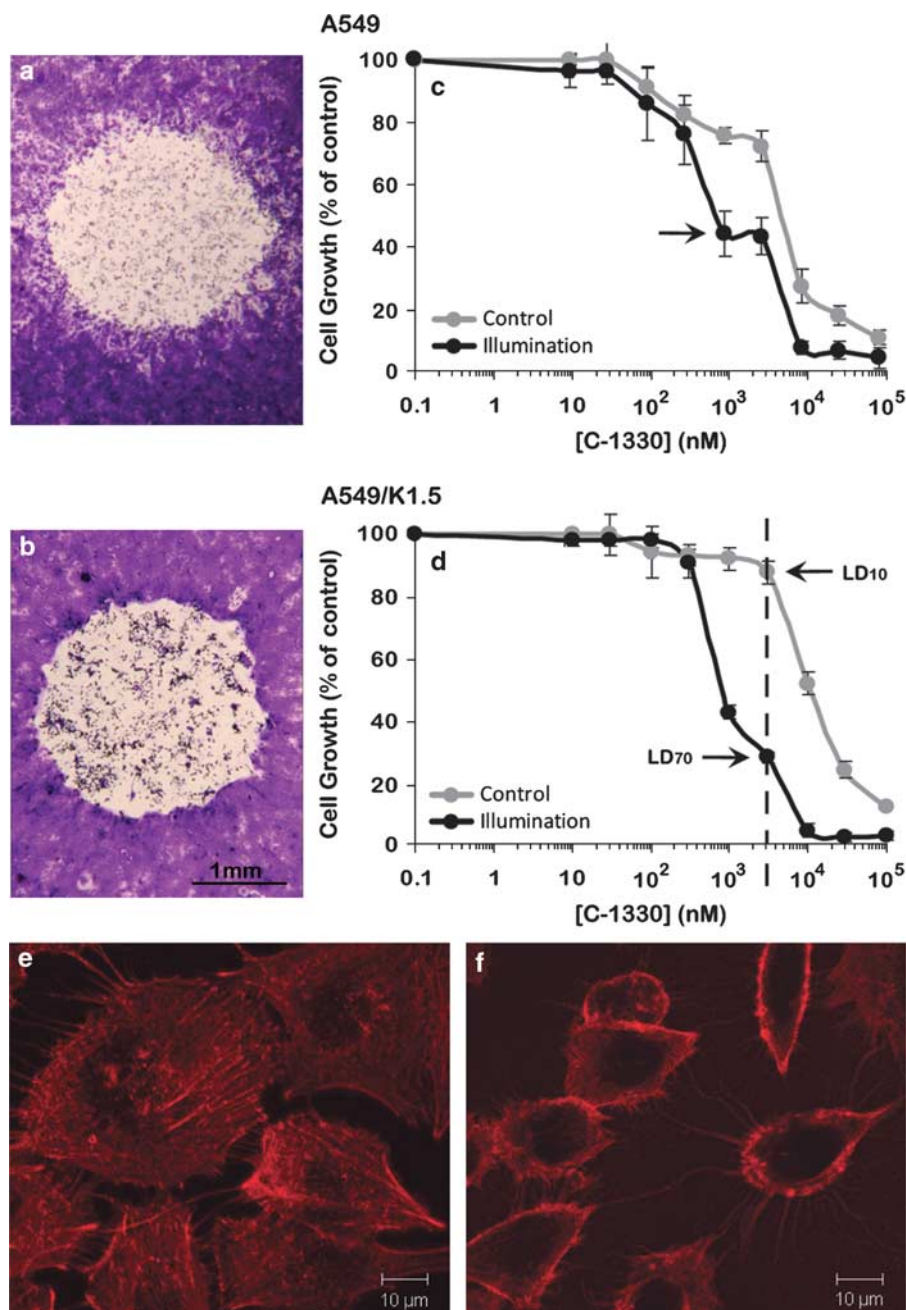 A549
a
c
Cell Growth (% of control)
100
80
60
40
20
0
Control
Illumination
0.1 1 10 10² 10³ 10⁴ 10⁵
[C-1330] (nM)
A549/K1.5
b
1mm
d
Cell Growth (% of control)
100
80
60
40
20
0
LD10
LD70
Control
Illumination
0.1 1 10 10² 10³ 10⁴ 10⁵
[C-1330] (nM)
e
10 µm
f
10 µm